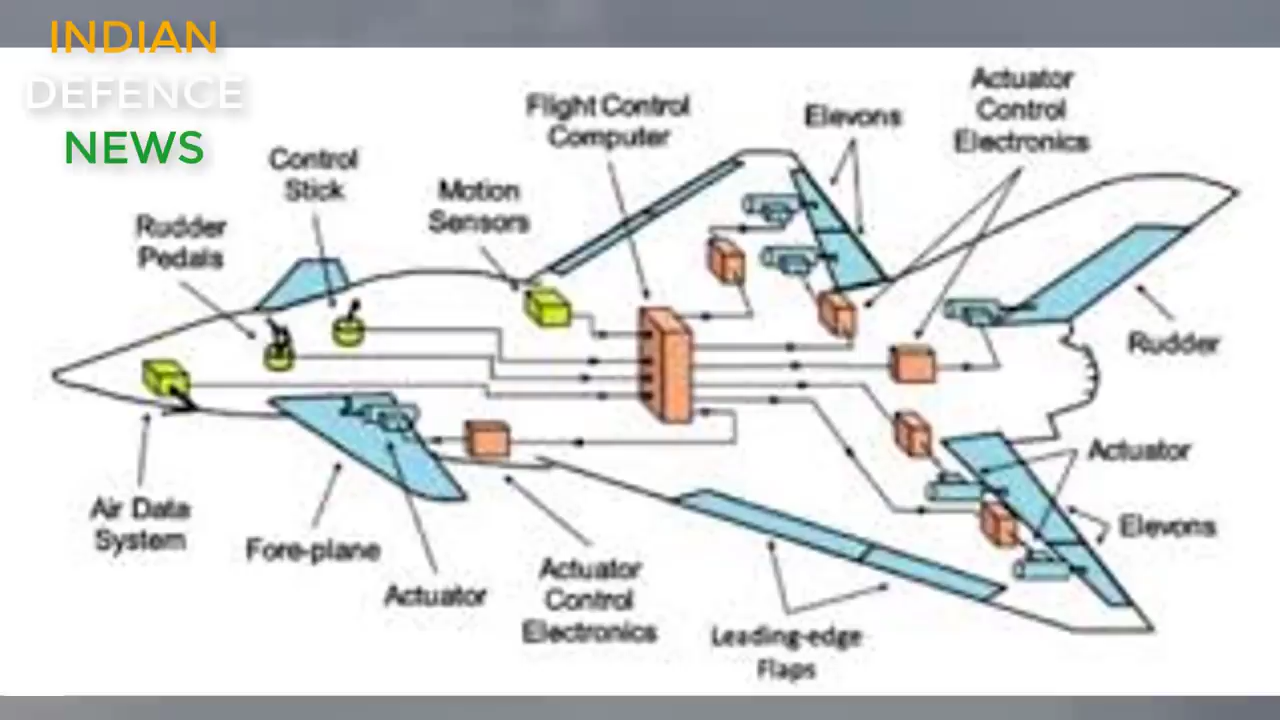 INDIAN
DEFENCE
NEWS
Actuator
Control
Electronics
Flight Control
Computer
Elevons
Control
Stick
Motion
Sensors
Rudder
Pedals
Rudder
Actuator
Air Data
System
Fore-plane
Elevons
Actuator
Actuator
Control
Electronics
Leading-edge
Flaps